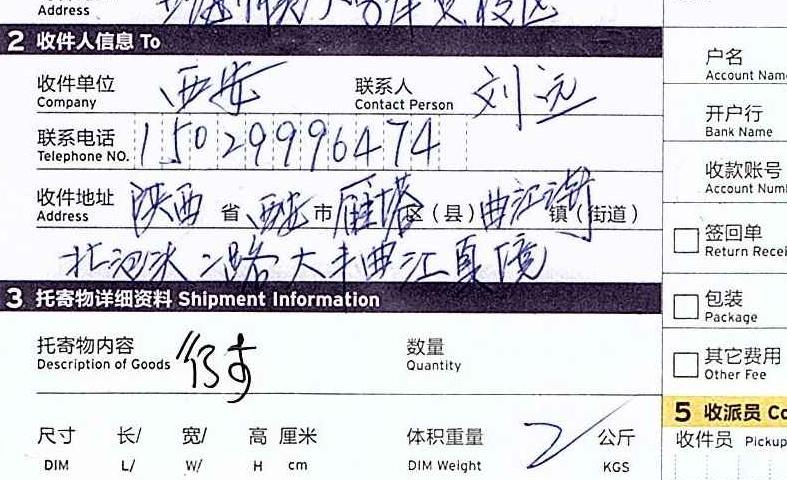 Address
2 收件人信息 To
收件单位 西安 联系人 刘远 户名
Company Contact Person Account Name
联系电话 15029996474 开户行
Telephone NO. Bank Name
收件地址 陕西 省 西安 市 雁塔 区(县) 曲江街 镇(街道) 收款账号
Address Account Num
北池头二路大丰曲江真境 签回单
Return Recei
3 托寄物详细资料 Shipment Information
包装
Package
托寄物内容 数量 其它费用
Description of Goods Quantity Other Fee
5 收派员 Co
尺寸 长/ 宽/ 高 厘米 体积重量 2 公斤 收件员 Pickup
DIM L/ W/ H cm DIM Weight KGS